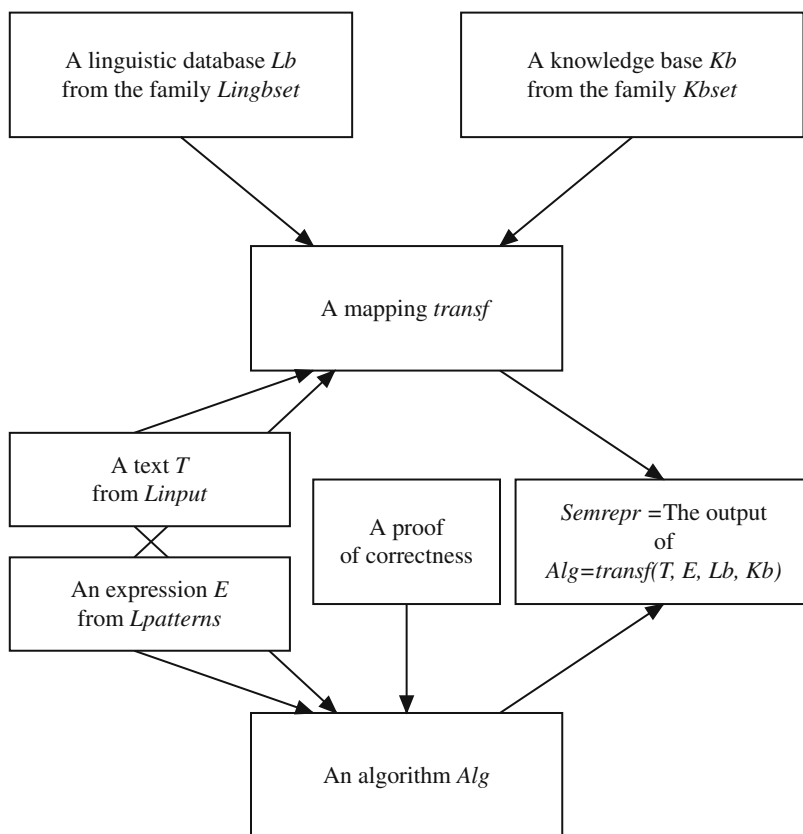 A linguistic database Lb
from the family Lingbset
A knowledge base Kb
from the family Kbset
A mapping transf
A text T
from Linput
A proof
of correctness
Semrepr =The output
of
Alg=transf(T, E, Lb, Kb)
An expression E
from Lpatterns
An algorithm Alg